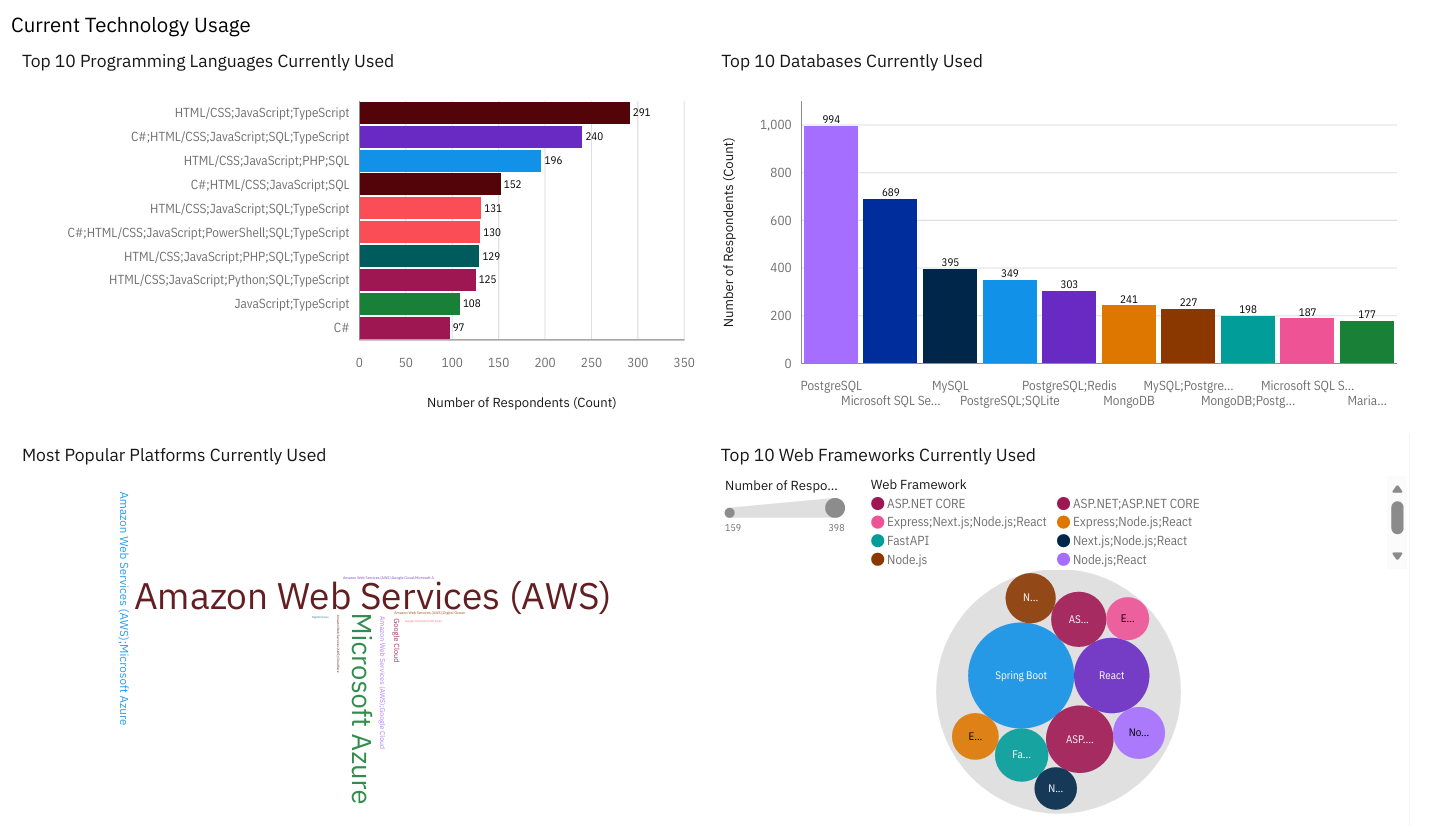 Current Technology Usage
Top 10 Programming Languages Currently Used
HTML/CSS;JavaScript;TypeScript
291
C#;HTML/CSS;JavaScript;SQL;TypeScript
240
HTML/CSS;JavaScript;PHP;SQL
196
C#;HTML/CSS;JavaScript;SQL
152
HTML/CSS;JavaScript;SQL;TypeScript
131
C#;HTML/CSS;JavaScript;PowerShell;SQL;TypeScript
130
HTML/CSS;JavaScript;PHP;SQL;TypeScript
129
HTML/CSS;JavaScript;Python;SQL;TypeScript
125
JavaScript;TypeScript
108
C#
97
0 50 100 150 200 250 300 350
Number of Respondents (Count)
Top 10 Databases Currently Used
Number of Respondents (Count)
1,000
800
600
400
200
0
994
689
395
349
303
241
227
198
187
177
PostgreSQL MySQL PostgreSQL;Redis MySQL;Postgre... Microsoft SQL S...
Microsoft SQL Se... PostgreSQL;SQLite MongoDB MongoDB;Postg... Maria...
Most Popular Platforms Currently Used
Amazon Web Services (AWS);Microsoft Azure
Amazon Web Services (AWS)
Microsoft Azure
Amazon Web Services (AWS);Google Cloud
Google Cloud
Top 10 Web Frameworks Currently Used
Number of Respo...
159 398
Web Framework
ASP.NET CORE ASP.NET;ASP.NET CORE
Express;Next.js;Node.js;React Express;Node.js;React
FastAPI Next.js;Node.js;React
Node.js Node.js;React
N...
AS...
E...
Spring Boot
React
E...
Fa...
ASP....
No...
N...